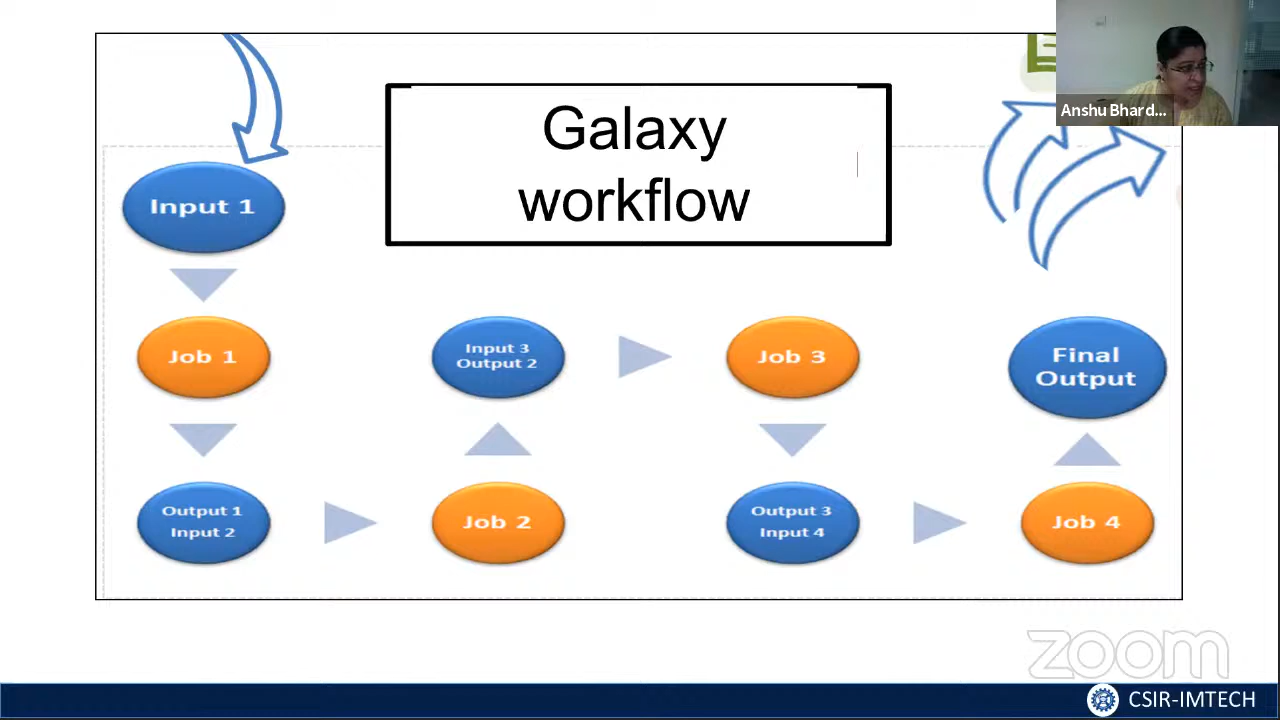 Anshu Bhard...
Galaxy
workflow
Input 1
Job 1
Input 3
Output 2
Job 3
Final
Output
Output 1
Input 2
Job 2
Output 3
Input 4
Job 4
zoom
CSIR-IMTECH